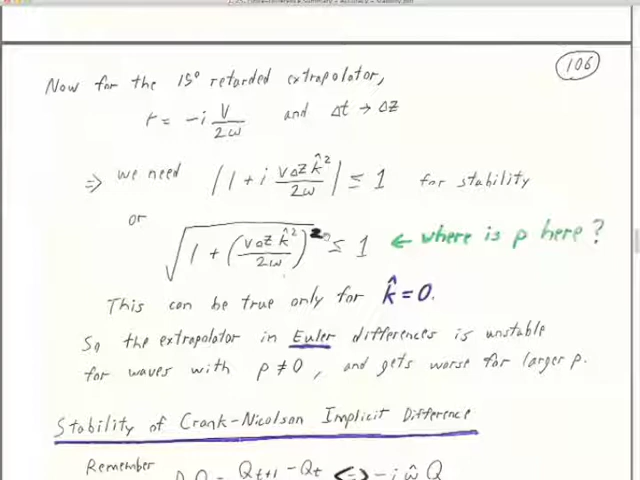 106
Now for the 15° retarded extrapolator,
r = -i V/2ω and Δt → Δz
⇒ we need |1 + i vΔz k̂²/2ω| ≤ 1 for stability
or
√(1 + (vΔz k̂²/2ω)²) ≤ 1 ← where is p here?
This can be true only for k̂ = 0.
So the extrapolator in Euler differences is unstable
for waves with p ≠ 0, and gets worse for larger p.
Stability of Crank-Nicolson Implicit Difference
Remember
Q_{t+1} - Q_t ⟺ -i ω̂ Q